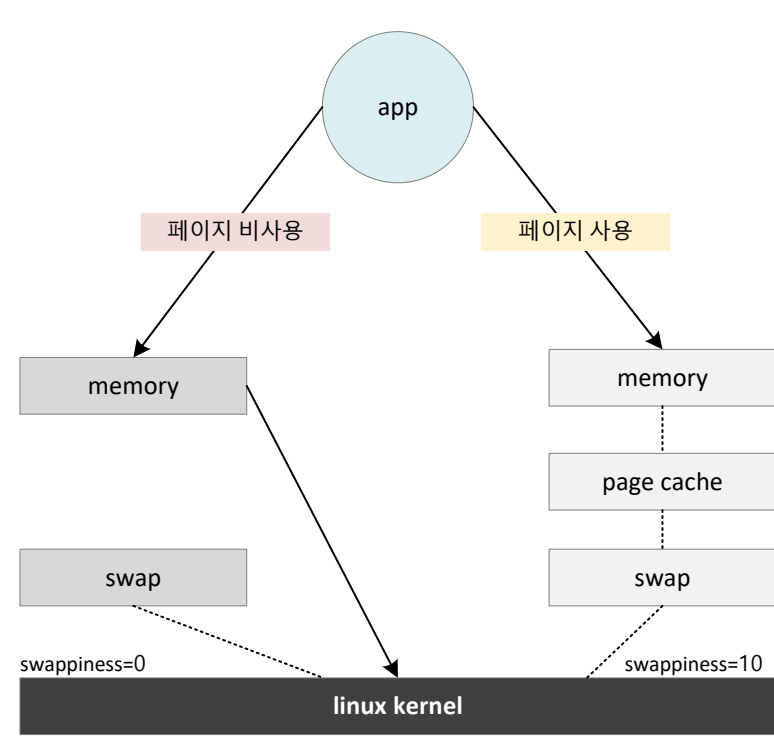 app
페이지 비사용
페이지 사용
memory
memory
page cache
swap
swap
swappiness=0
swappiness=10
linux kernel